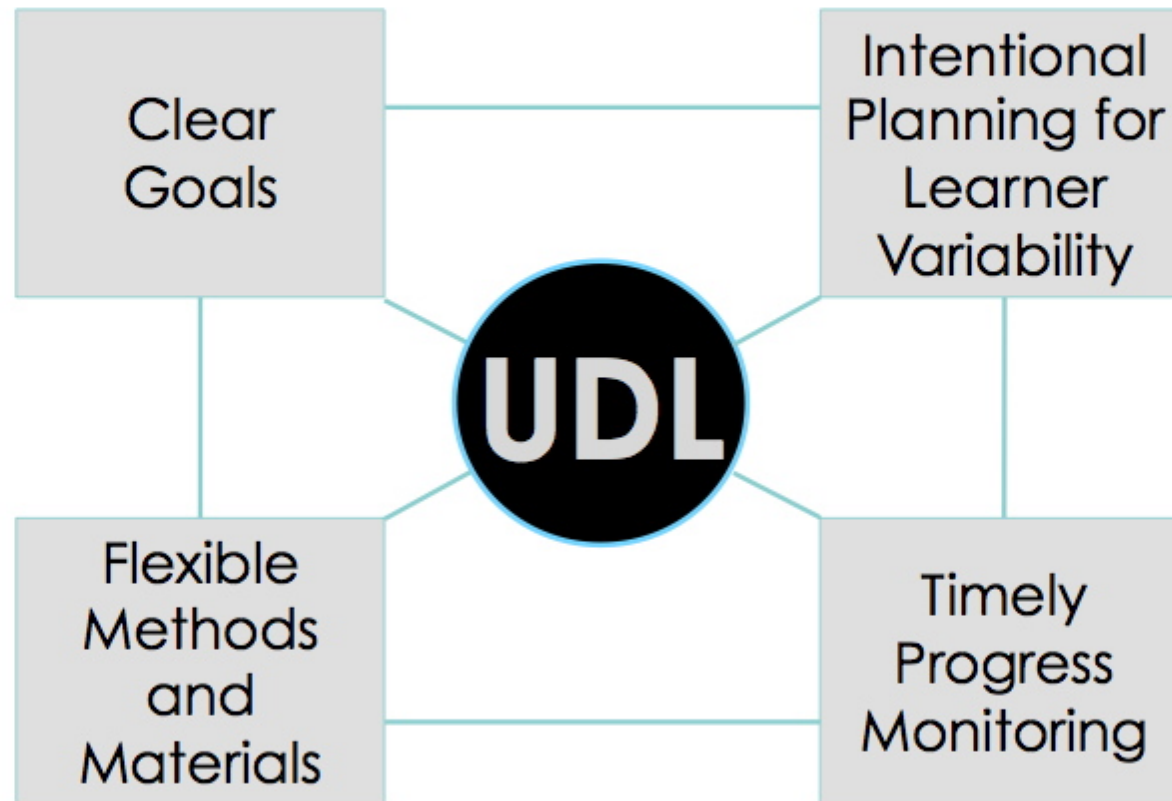 Clear
Goals
Intentional
Planning for
Learner
Variability
UDL
Flexible
Methods
and
Materials
Timely
Progress
Monitoring